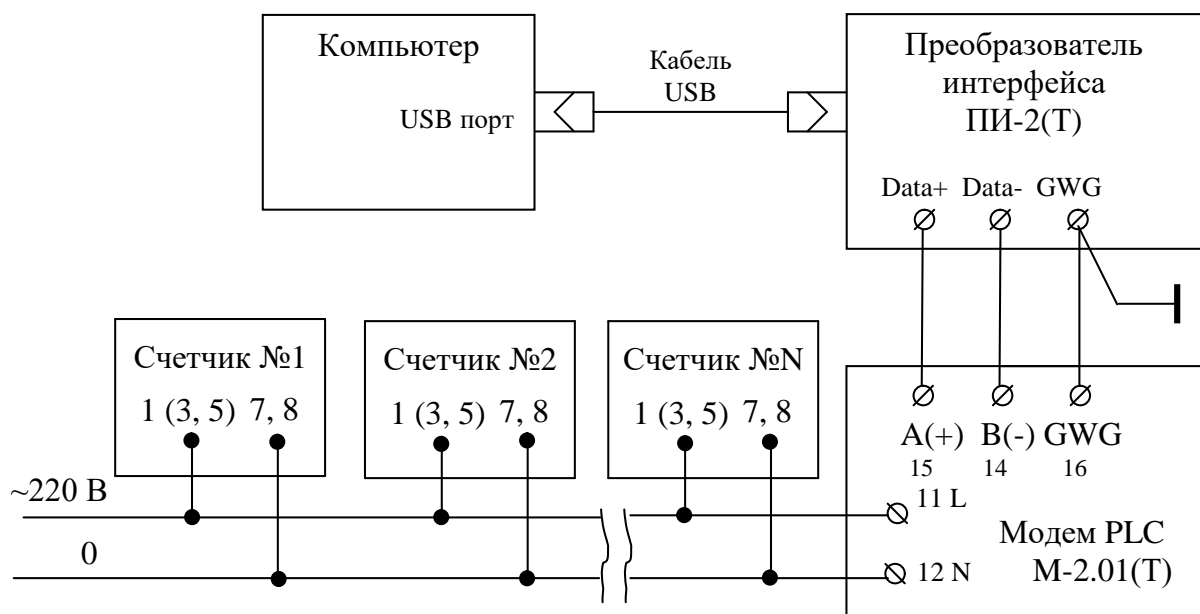 Компьютер
USB порт
Кабель
USB
Преобразователь
интерфейса
ПИ-2(Т)
Data+ Data- GWG
Счетчик №1
1 (3, 5) 7, 8
Счетчик №2
1 (3, 5) 7, 8
Счетчик №N
1 (3, 5) 7, 8
A(+) B(-) GWG
15 14 16
~220 В
0
11 L
12 N
Модем PLC
М-2.01(Т)